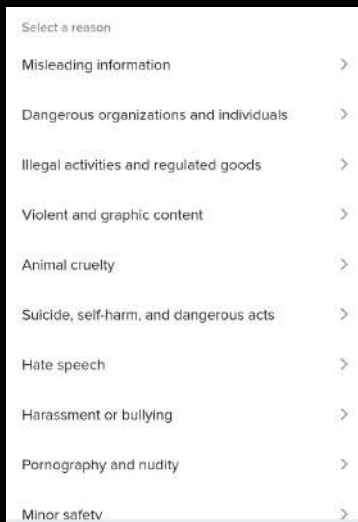 Select a reason
Misleading information
Dangerous organizations and individuals
Illegal activities and regulated goods
Violent and graphic content
Animal cruelty
Suicide, self-harm, and dangerous acts
Hate speech
Harassment or bullying
Pornography and nudity
Minor safety